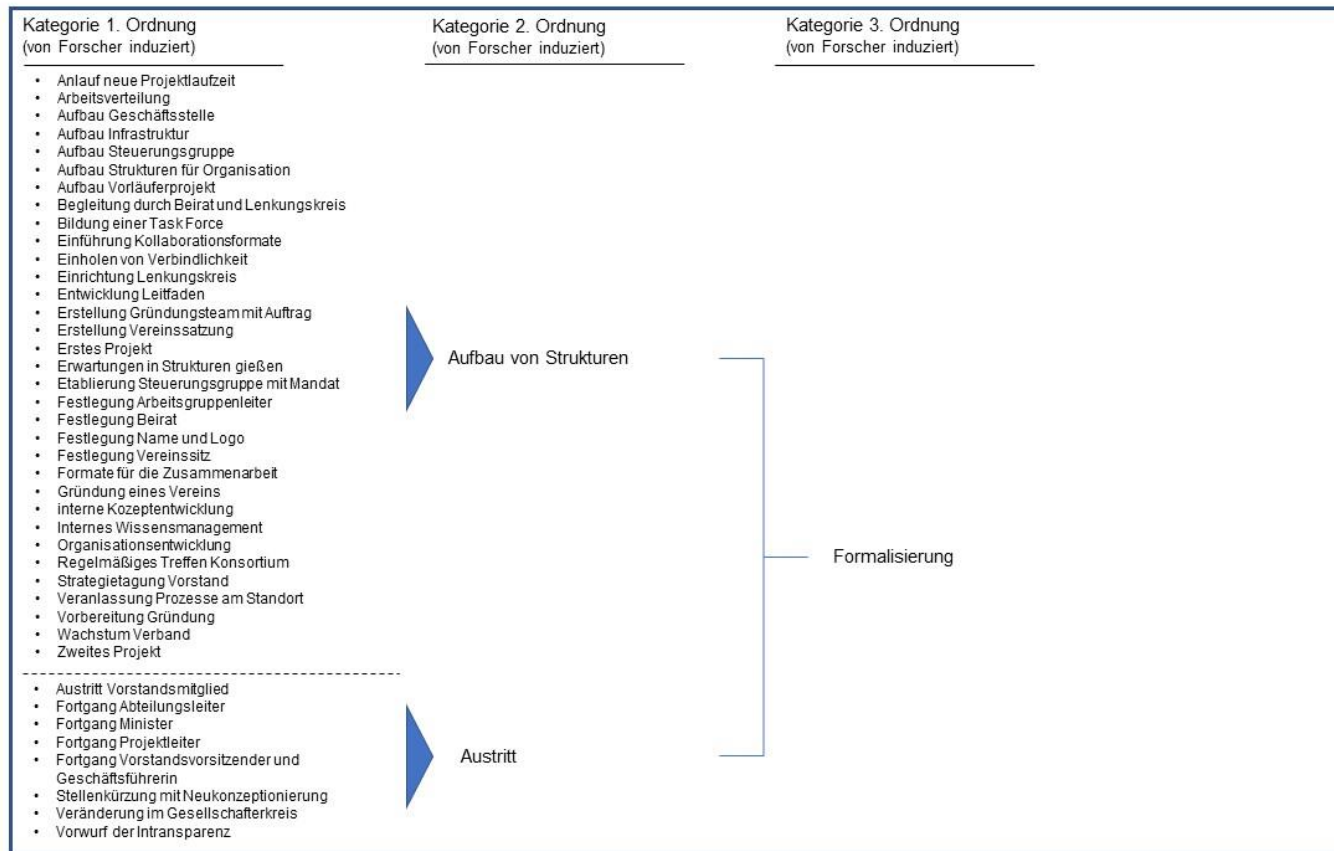 Kategorie 1. Ordnung
(von Forscher induziert)
Kategorie 2. Ordnung
(von Forscher induziert)
Kategorie 3. Ordnung
(von Forscher induziert)
• Anlauf neue Projektlaufzeit
• Arbeitsverteilung
• Aufbau Geschäftsstelle
• Aufbau Infrastruktur
• Aufbau Steuerungsgruppe
• Aufbau Strukturen für Organisation
• Aufbau Vorläuferprojekt
• Begleitung durch Beirat und Lenkungskreis
• Bildung einer Task Force
• Einführung Kollaborationsformate
• Einholen von Verbindlichkeit
• Einrichtung Lenkungskreis
• Entwicklung Leitfaden
• Erstellung Gründungsteam mit Auftrag
• Erstellung Vereinssatzung
• Erstes Projekt
• Erwartungen in Strukturen gießen
• Etablierung Steuerungsgruppe mit Mandat
• Festlegung Arbeitsgruppenleiter
• Festlegung Beirat
• Festlegung Name und Logo
• Festlegung Vereinssitz
• Formate für die Zusammenarbeit
• Gründung eines Vereins
• interne Kozeptentwicklung
• Internes Wissensmanagement
• Organisationsentwicklung
• Regelmäßiges Treffen Konsortium
• Strategietagung Vorstand
• Veranlassung Prozesse am Standort
• Vorbereitung Gründung
• Wachstum Verband
• Zweites Projekt
Aufbau von Strukturen
Formalisierung
• Austritt Vorstandsmitglied
• Fortgang Abteilungsleiter
• Fortgang Minister
• Fortgang Projektleiter
• Fortgang Vorstandsvorsitzender und
Geschäftsführerin
• Stellenkürzung mit Neukonzeptionierung
• Veränderung im Gesellschafterkreis
• Vorwurf der Intransparenz
Austritt